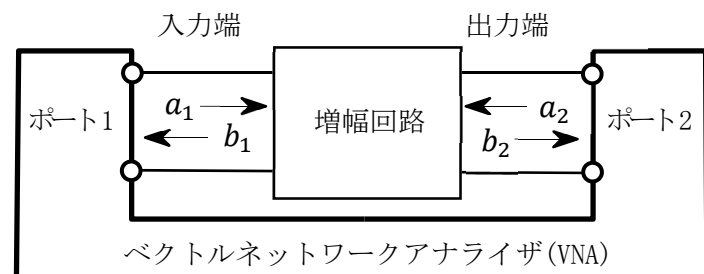 入力端
出力端
ポート1
a₁
b₁
増幅回路
a₂
b₂
ポート2
ベクトルネットワークアナライザ(VNA)